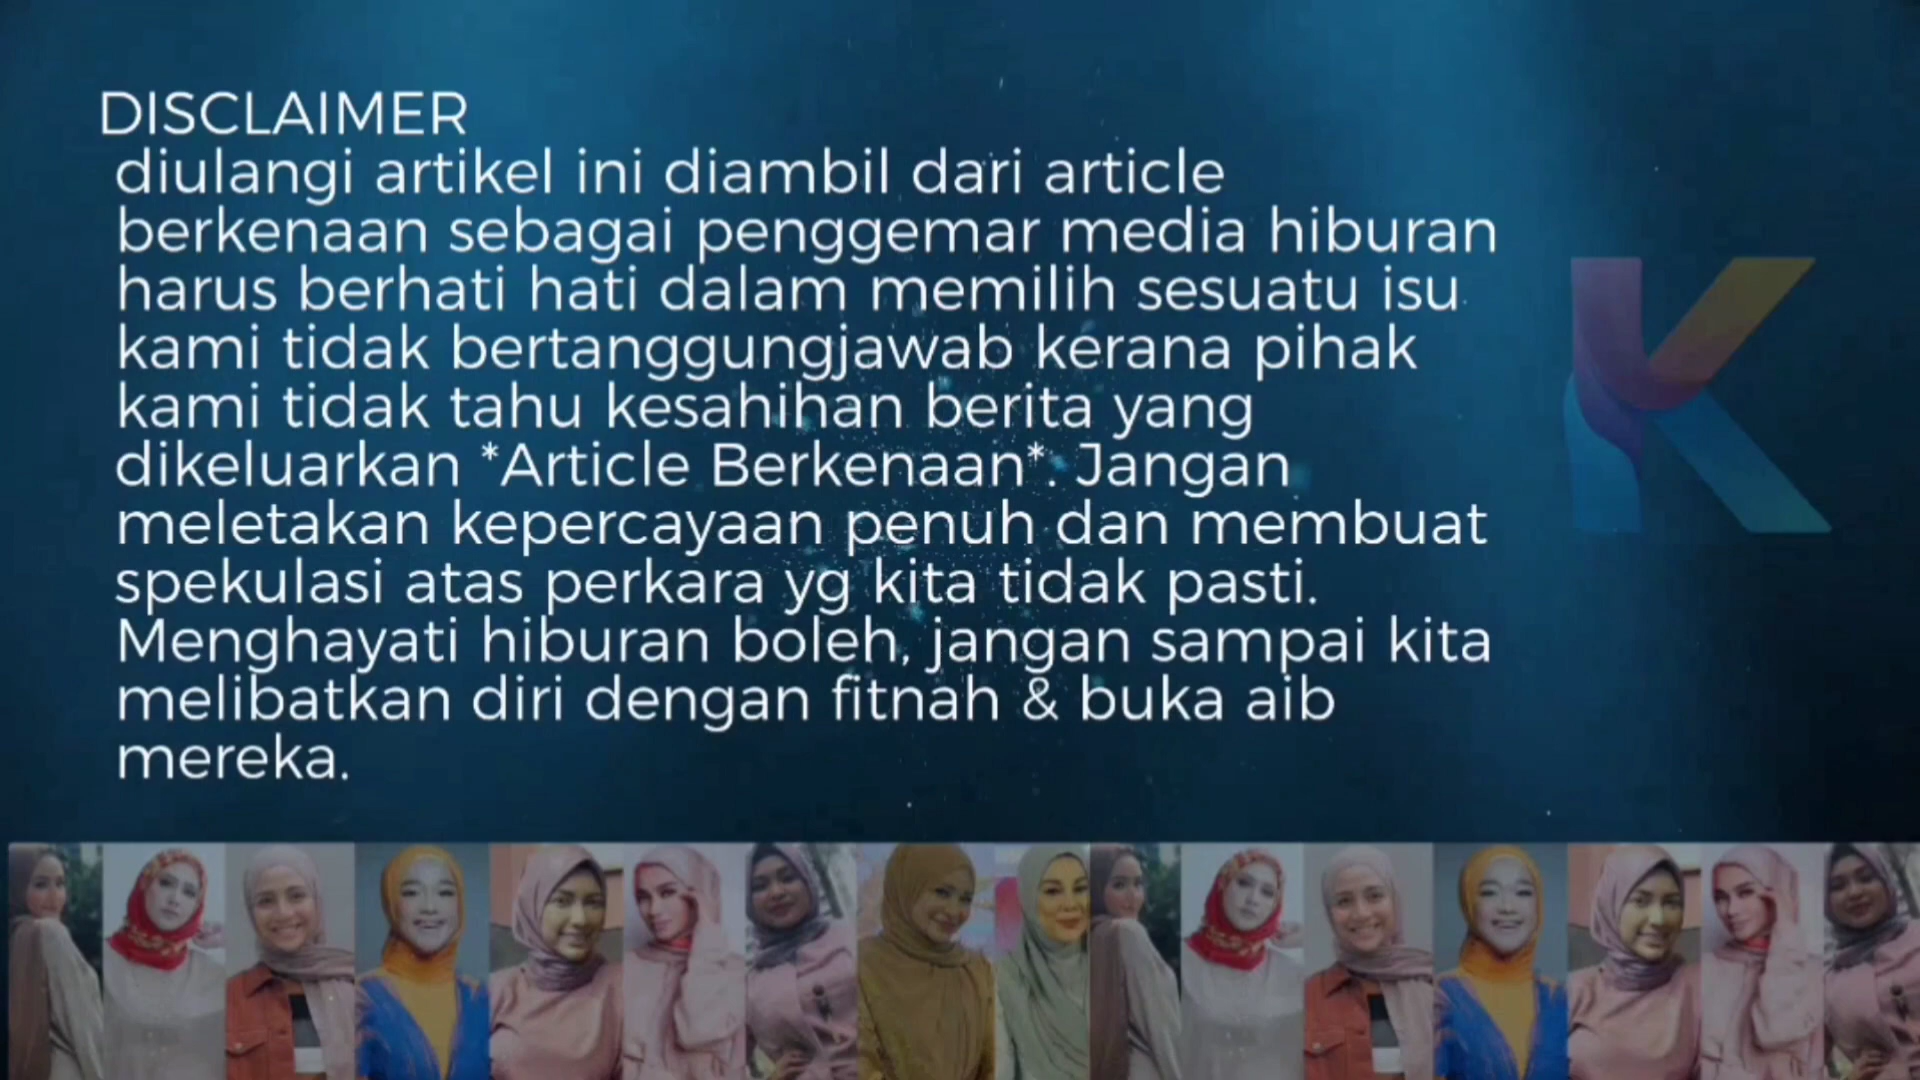 DISCLAIMER
diulangi artikel ini diambil dari article
berkenaan sebagai penggemar media hiburan
harus berhati hati dalam memilih sesuatu isu
kami tidak bertanggungjawab kerana pihak
kami tidak tahu kesahihan berita yang
dikeluarkan *Article Berkenaan*. Jangan
meletakan kepercayaan penuh dan membuat
spekulasi atas perkara yg kita tidak pasti.
Menghayati hiburan boleh, jangan sampai kita
melibatkan diri dengan fitnah & buka aib
mereka.
K